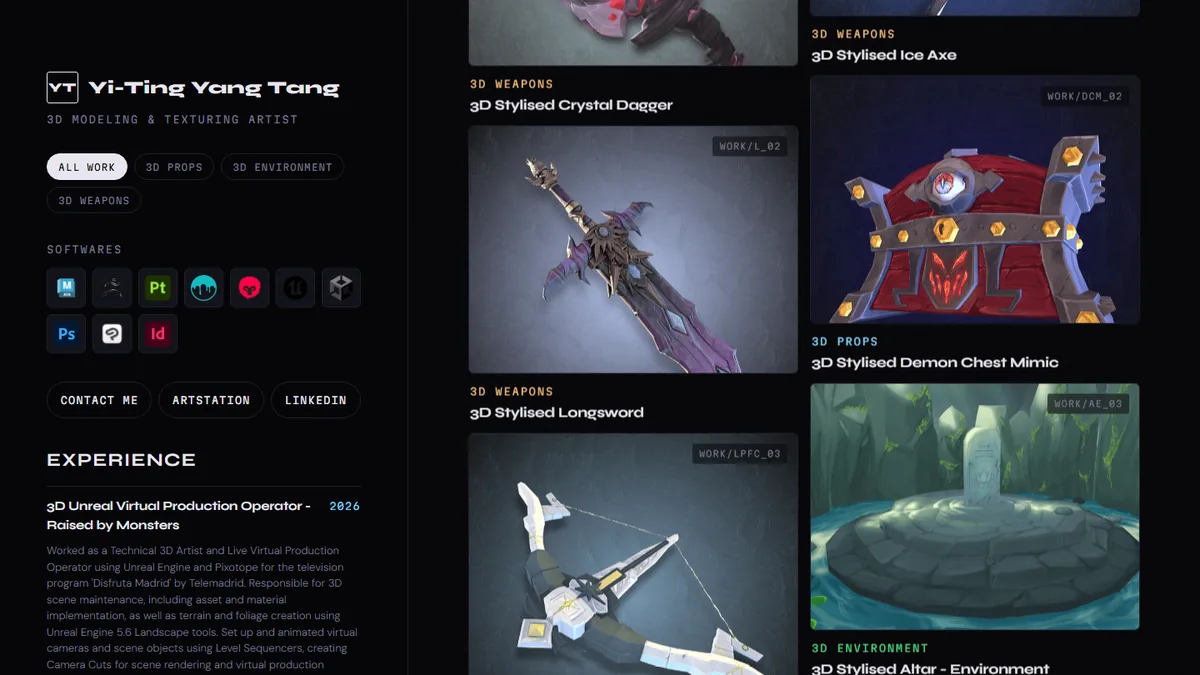 YT
Yi-Ting Yang Tang
3D MODELING & TEXTURING ARTIST
ALL WORK
3D PROPS
3D ENVIRONMENT
3D WEAPONS
SOFTWARES
M
Pt
Ps
Id
CONTACT ME
ARTSTATION
LINKEDIN
EXPERIENCE
3D Unreal Virtual Production Operator -
Raised by Monsters
2026
Worked as a Technical 3D Artist and Live Virtual Production
Operator using Unreal Engine and Pixotope for the television
program 'Disfruta Madrid' by Telemadrid. Responsible for 3D
scene maintenance, including asset and material
implementation, as well as terrain and foliage creation using
Unreal Engine 5.6 Landscape tools. Set up and animated virtual
cameras and scene objects using Level Sequencers, creating
Camera Cuts for scene rendering and virtual production
3D WEAPONS
3D Stylised Crystal Dagger
WORK/L_02
3D WEAPONS
3D Stylised Longsword
WORK/LPFC_03
3D WEAPONS
3D Stylised Ice Axe
WORK/DCM_02
3D PROPS
3D Stylised Demon Chest Mimic
WORK/AE_03
3D ENVIRONMENT
3D Stylised Altar - Environment